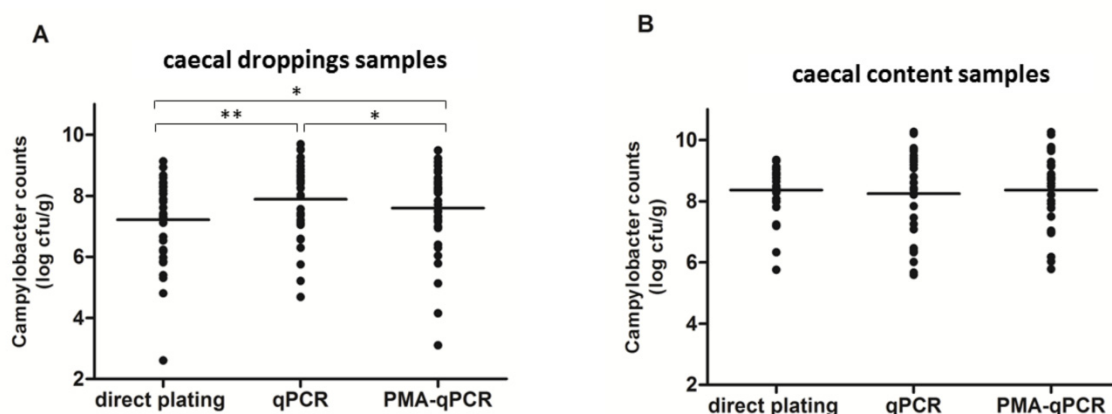 A
caecal droppings samples
*
** *
Campylobacter counts
(log cfu/g)
10
8
6
4
2
direct plating qPCR PMA-qPCR
B
caecal content samples
Campylobacter counts
(log cfu/g)
10
8
6
4
2
direct plating qPCR PMA-qPCR